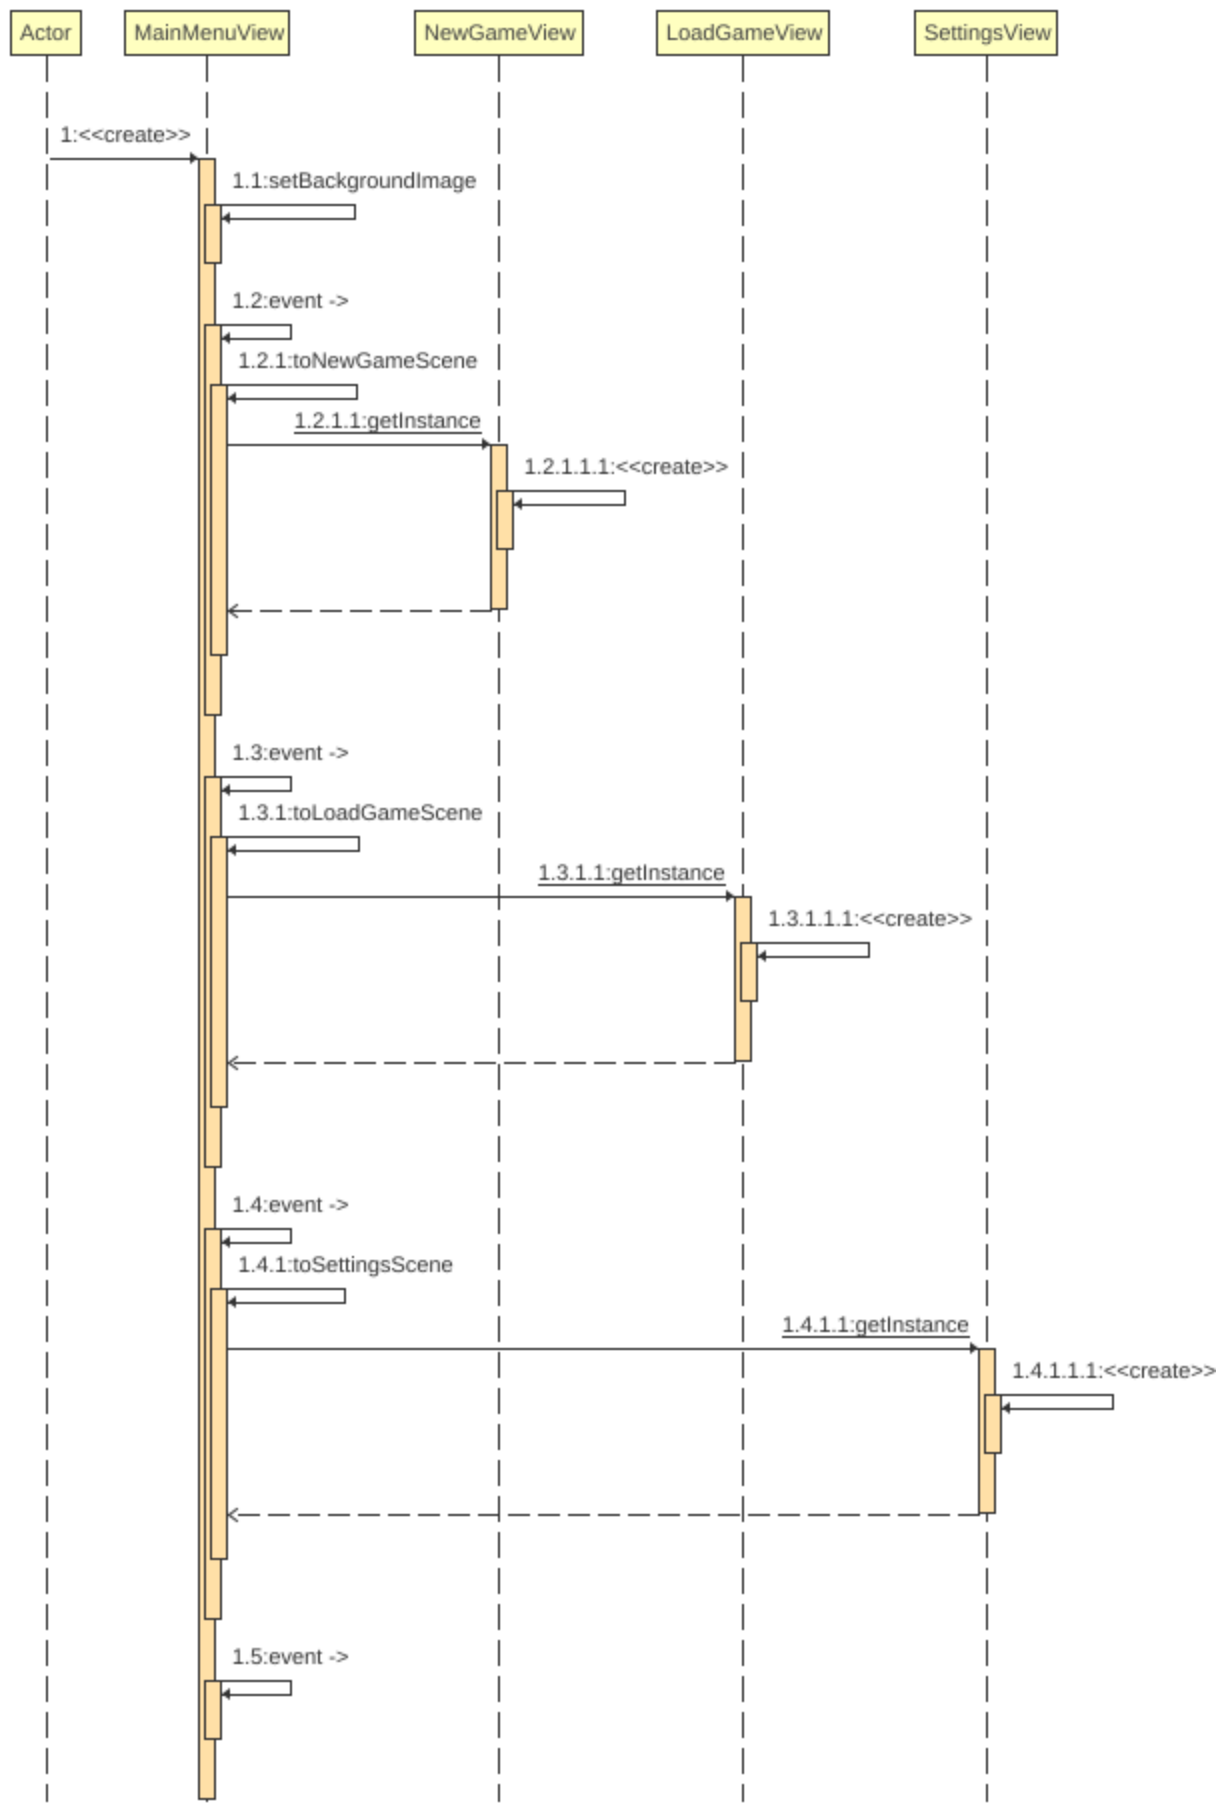 Actor
MainMenuView
NewGameView
LoadGameView
SettingsView
1:<<create>>
1.1:setBackgroundImage
1.2:event ->
1.2.1:toNewGameScene
1.2.1.1:getInstance
1.2.1.1.1:<<create>>
1.3:event ->
1.3.1:toLoadGameScene
1.3.1.1:getInstance
1.3.1.1.1:<<create>>
1.4:event ->
1.4.1:toSettingsScene
1.4.1.1:getInstance
1.4.1.1.1:<<create>>
1.5:event ->